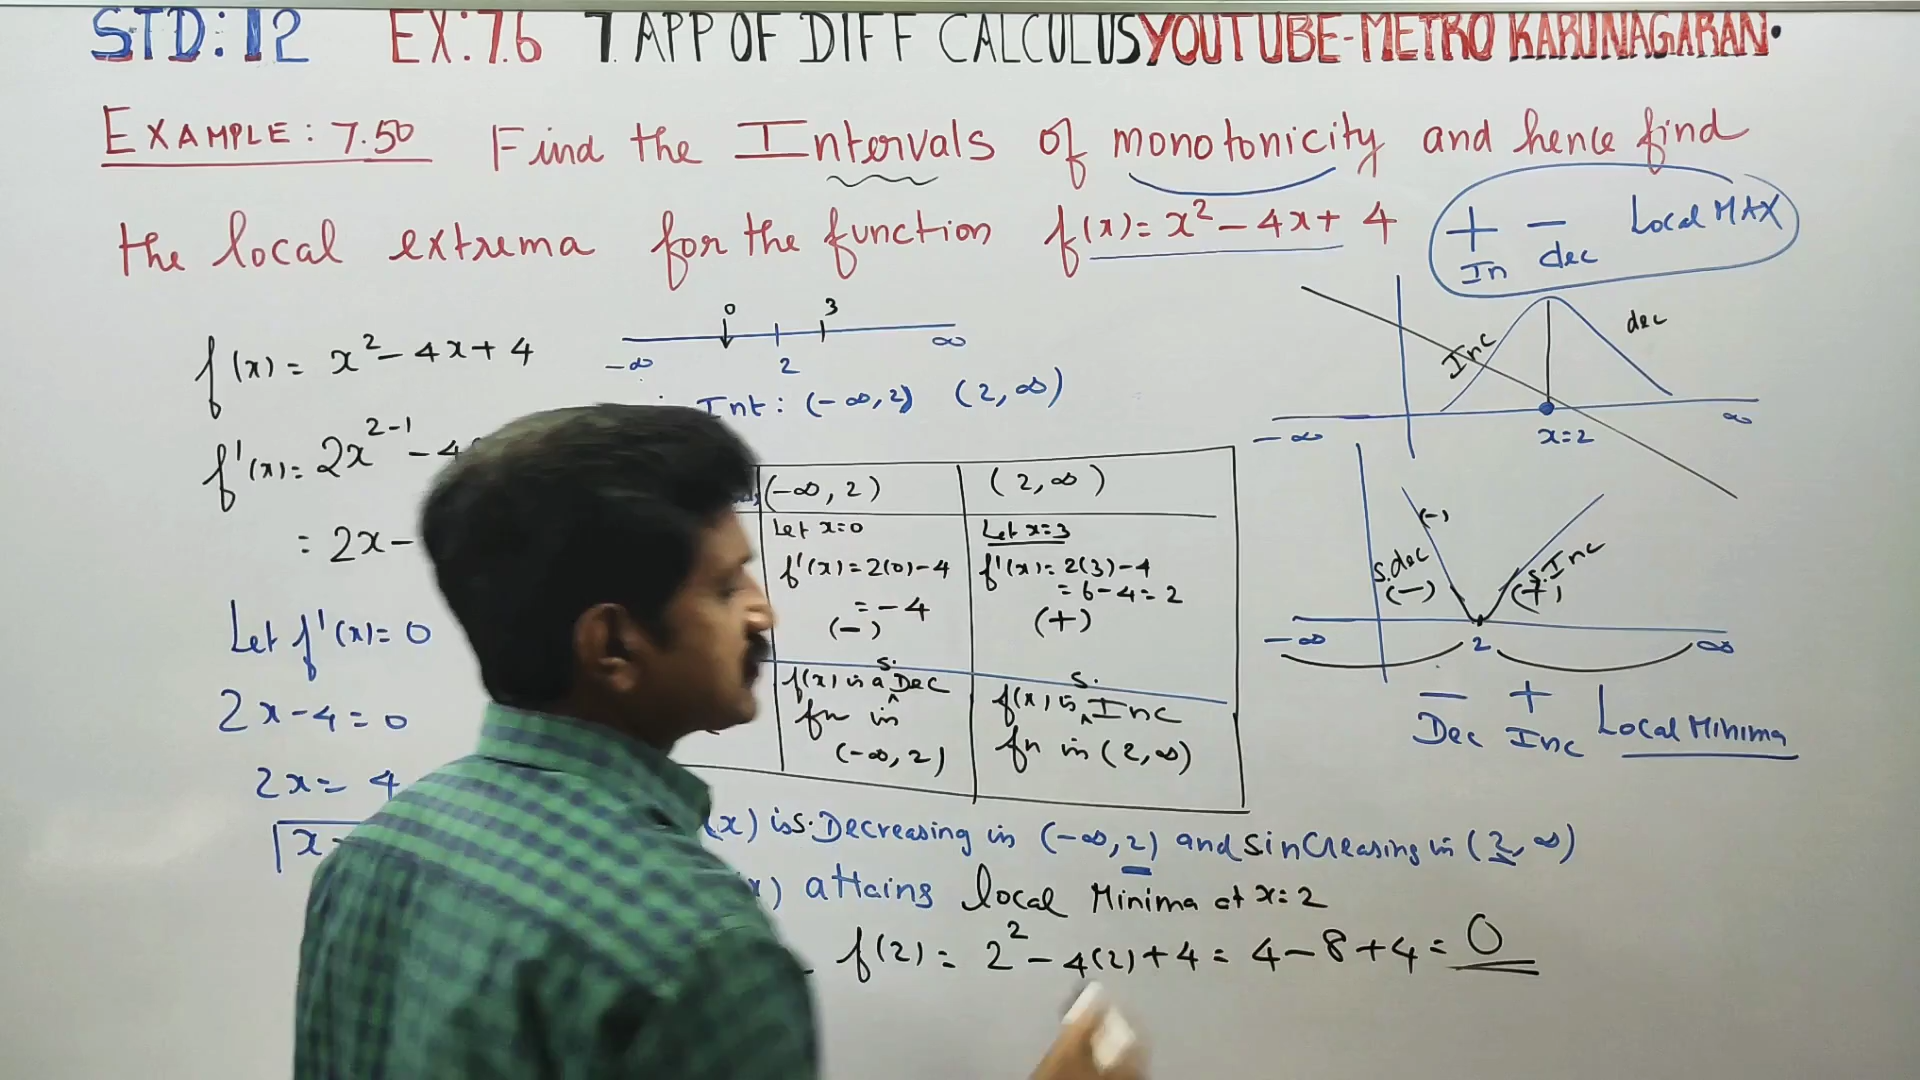 STD: 12 EX: 7.6 7. APP OF DIFF CALCULUS YOUTUBE-METRO KARUNAGARAN.
EXAMPLE: 7.50 Find the Intervals of monotonicity and hence find
the local extrema for the function f(x) = x² - 4x + 4
+ - Local MAX
In dec
f(x) = x² - 4x + 4
0 3
-∞ 2 ∞
Int: (-∞, 2) (2, ∞)
Inc dec
-∞ x=2 ∞
f'(x) = 2x²⁻¹ - 4
= 2x -
Let f'(x) = 0
2x - 4 = 0
2x = 4
x
(-∞, 2) (2, ∞)
Let x=0
f'(x) = 2(0) - 4
= -4
(-)
Let x=3
f'(x) = 2(3) - 4
= 6 - 4 = 2
(+)
f(x) is a s. Dec
fn in
(-∞, 2)
f(x) is s. Inc
fn in (2, ∞)
(-)
s.dec s.Inc
(-) (+)
-∞ 2 ∞
- +
Dec Inc Local Minima
(x) is s. Decreasing in (-∞, 2) and s increasing in (2, ∞)
x) attains local Minima at x = 2
f(2) = 2² - 4(2) + 4 = 4 - 8 + 4 = 0